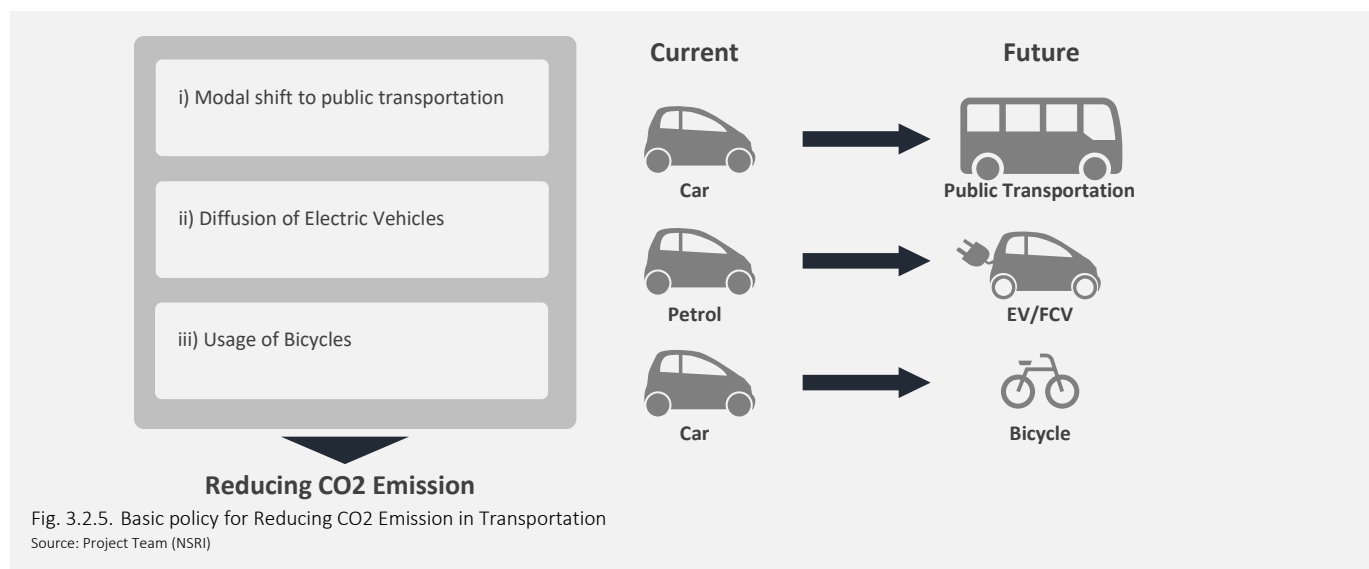 i) Modal shift to public transportation
ii) Diffusion of Electric Vehicles
iii) Usage of Bicycles
Reducing CO2 Emission
Current
Future
Car
Public Transportation
Petrol
EV/FCV
Car
Bicycle
Fig. 3.2.5. Basic policy for Reducing CO2 Emission in Transportation
Source: Project Team (NSRI)